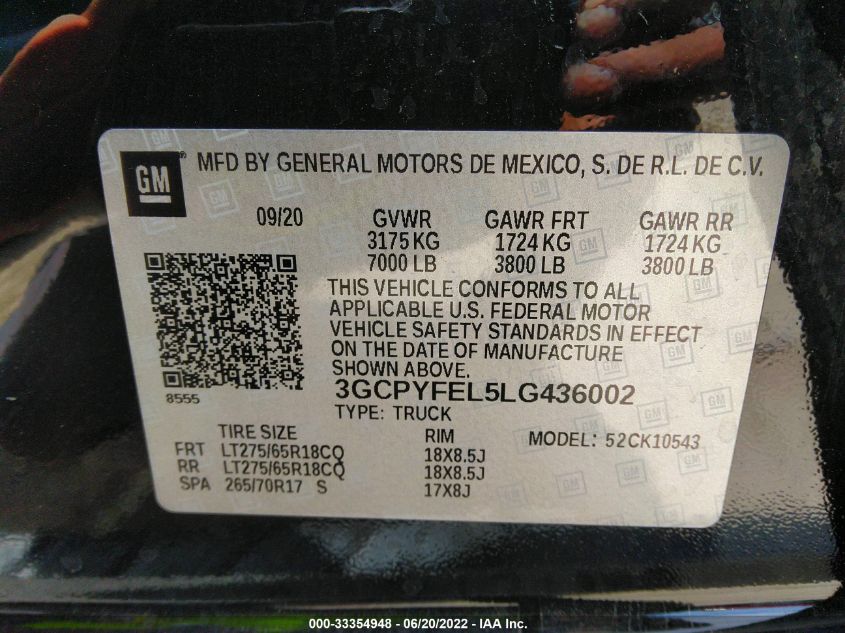 GM ® MFD BY GENERAL MOTORS DE MEXICO, S. DE R.L. DE C.V.
09/20 GVWR GAWR FRT GAWR RR
3175 KG 1724 KG 1724 KG
7000 LB 3800 LB 3800 LB
THIS VEHICLE CONFORMS TO ALL
APPLICABLE U.S. FEDERAL MOTOR
VEHICLE SAFETY STANDARDS IN EFFECT
ON THE DATE OF MANUFACTURE
SHOWN ABOVE.
8555 3GCPYFEL5LG436002
TYPE: TRUCK
TIRE SIZE RIM MODEL: 52CK10543
FRT LT275/65R18CQ 18X8.5J
RR LT275/65R18CQ 18X8.5J
SPA 265/70R17 S 17X8J
000-33354948 - 06/20/2022 - IAA Inc.